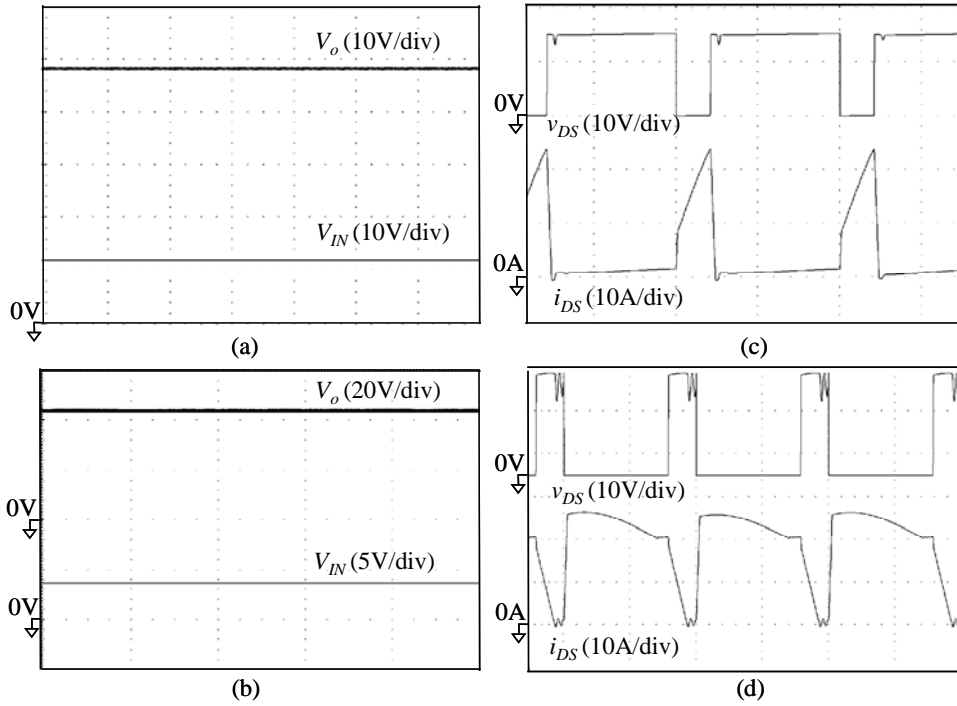 V_o (10V/div)
V_IN (10V/div)
0V
(a)
0V
v_DS (10V/div)
0A
i_DS (10A/div)
(c)
V_o (20V/div)
0V
V_IN (5V/div)
0V
(b)
0V
v_DS (10V/div)
0A
i_DS (10A/div)
(d)